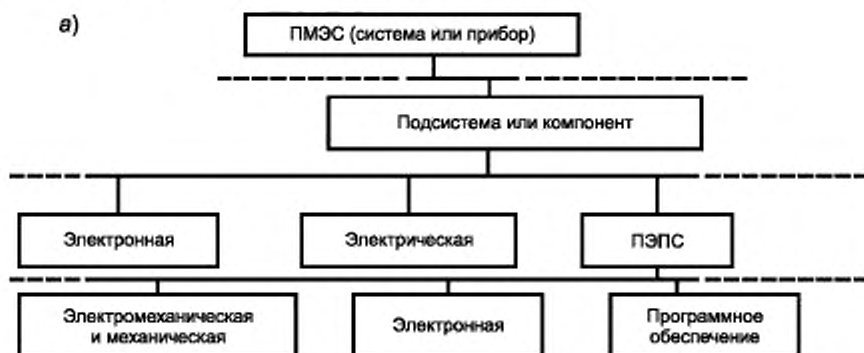 а)
ПМЭС (система или прибор)
Подсистема или компонент
Электронная
Электрическая
ПЭПС
Электромеханическая
и механическая
Электронная
Программное
обеспечение